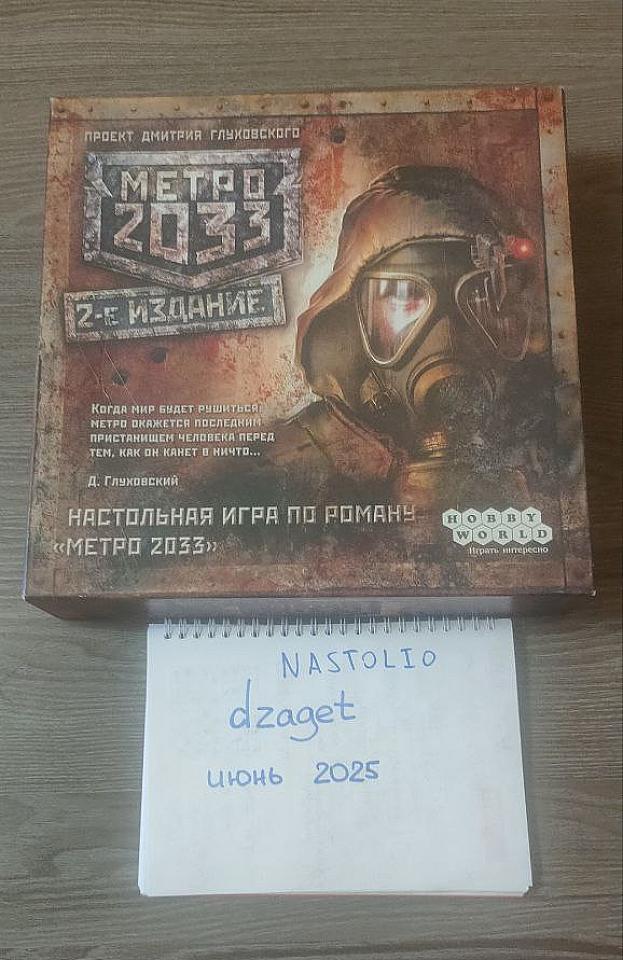 ПРОЕКТ ДМИТРИЯ ГЛУХОВСКОГО
МЕТРО
2033
2-Е ИЗДАНИЕ
КОГДА МИР БУДЕТ РУШИТЬСЯ,
МЕТРО ОКАЖЕТСЯ ПОСЛЕДНИМ
ПРИСТАНИЩЕМ ЧЕЛОВЕКА ПЕРЕД
ТЕМ, КАК ОН КАНЕТ В НИЧТО...
Д. ГЛУХОВСКИЙ
НАСТОЛЬНАЯ ИГРА ПО РОМАНУ
«МЕТРО 2033»
HOBBY
WORLD
Играть интересно
NASTOLIO
dzaget
июнь 2025